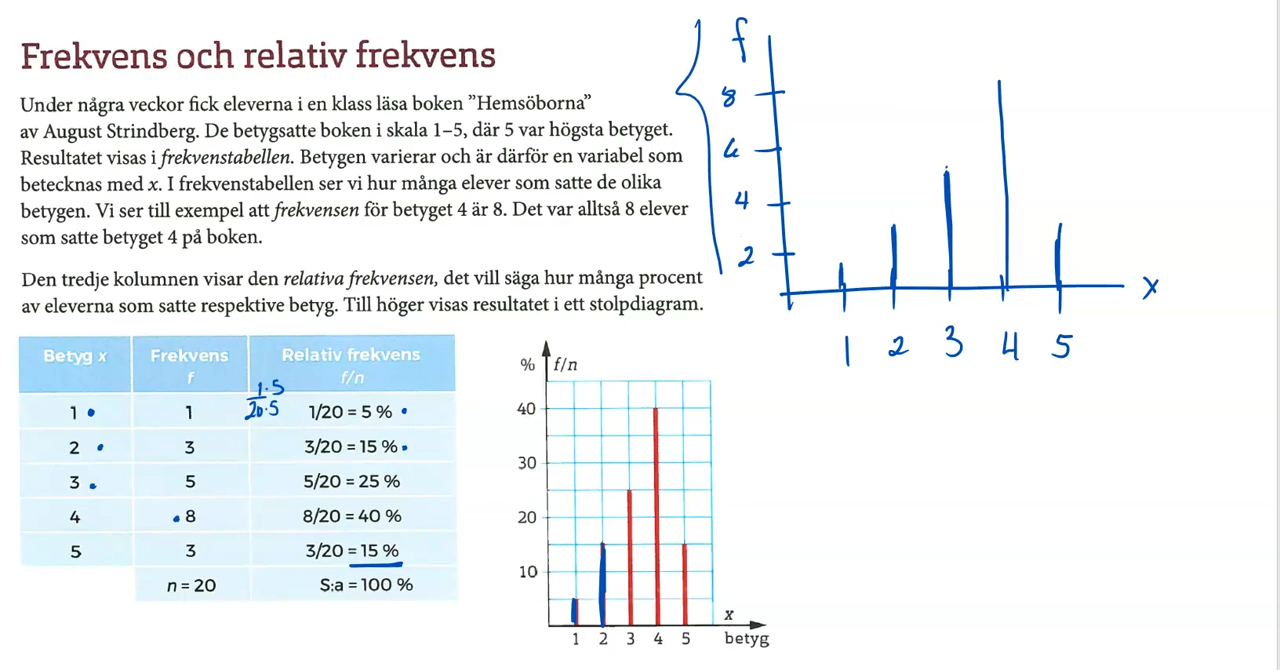 Frekvens och relativ frekvens
Under några veckor fick eleverna i en klass läsa boken ”Hemsöborna”
av August Strindberg. De betygsatte boken i skala 1–5, där 5 var högsta betyget.
Resultatet visas i frekvenstabellen. Betygen varierar och är därför en variabel som
betecknas med x. I frekvenstabellen ser vi hur många elever som satte de olika
betygen. Vi ser till exempel att frekvensen för betyget 4 är 8. Det var alltså 8 elever
som satte betyget 4 på boken.
Den tredje kolumnen visar den relativa frekvensen, det vill säga hur många procent
av eleverna som satte respektive betyg. Till höger visas resultatet i ett stolpdiagram.
Betyg x Frekvens f Relativ frekvens f/n
1 1 1·5/20·5 1/20 = 5 %
2 3 3/20 = 15 %
3 5 5/20 = 25 %
4 8 8/20 = 40 %
5 3 3/20 = 15 %
n = 20 S:a = 100 %
% f/n
40
30
20
10
x
1 2 3 4 5 betyg
f
8
6
4
2
x
1 2 3 4 5